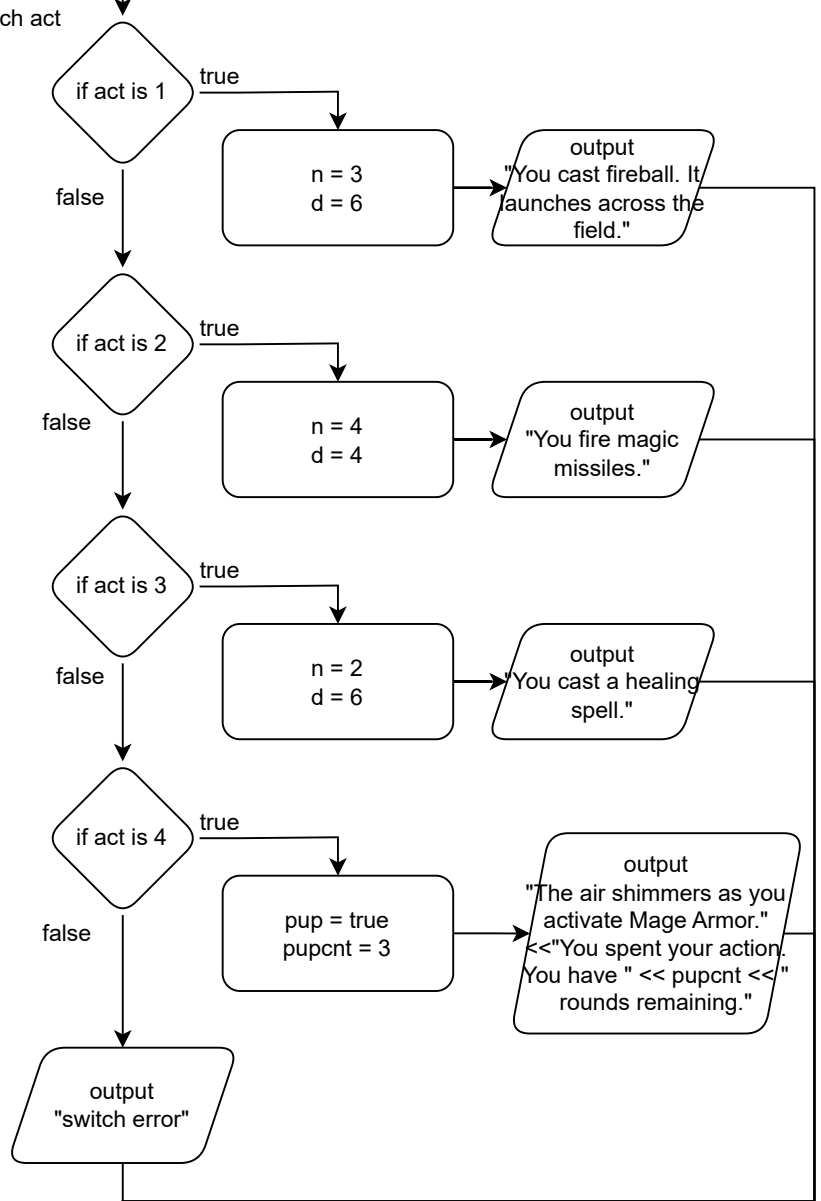 ch act
if act is 1
true
n = 3
d = 6
output
"You cast fireball. It
launches across the
field."
false
if act is 2
true
n = 4
d = 4
output
"You fire magic
missiles."
false
if act is 3
true
n = 2
d = 6
output
"You cast a healing
spell."
false
if act is 4
true
pup = true
pupcnt = 3
output
"The air shimmers as you
activate Mage Armor."
<<"You spent your action.
You have " << pupcnt << "
rounds remaining."
false
output
"switch error"